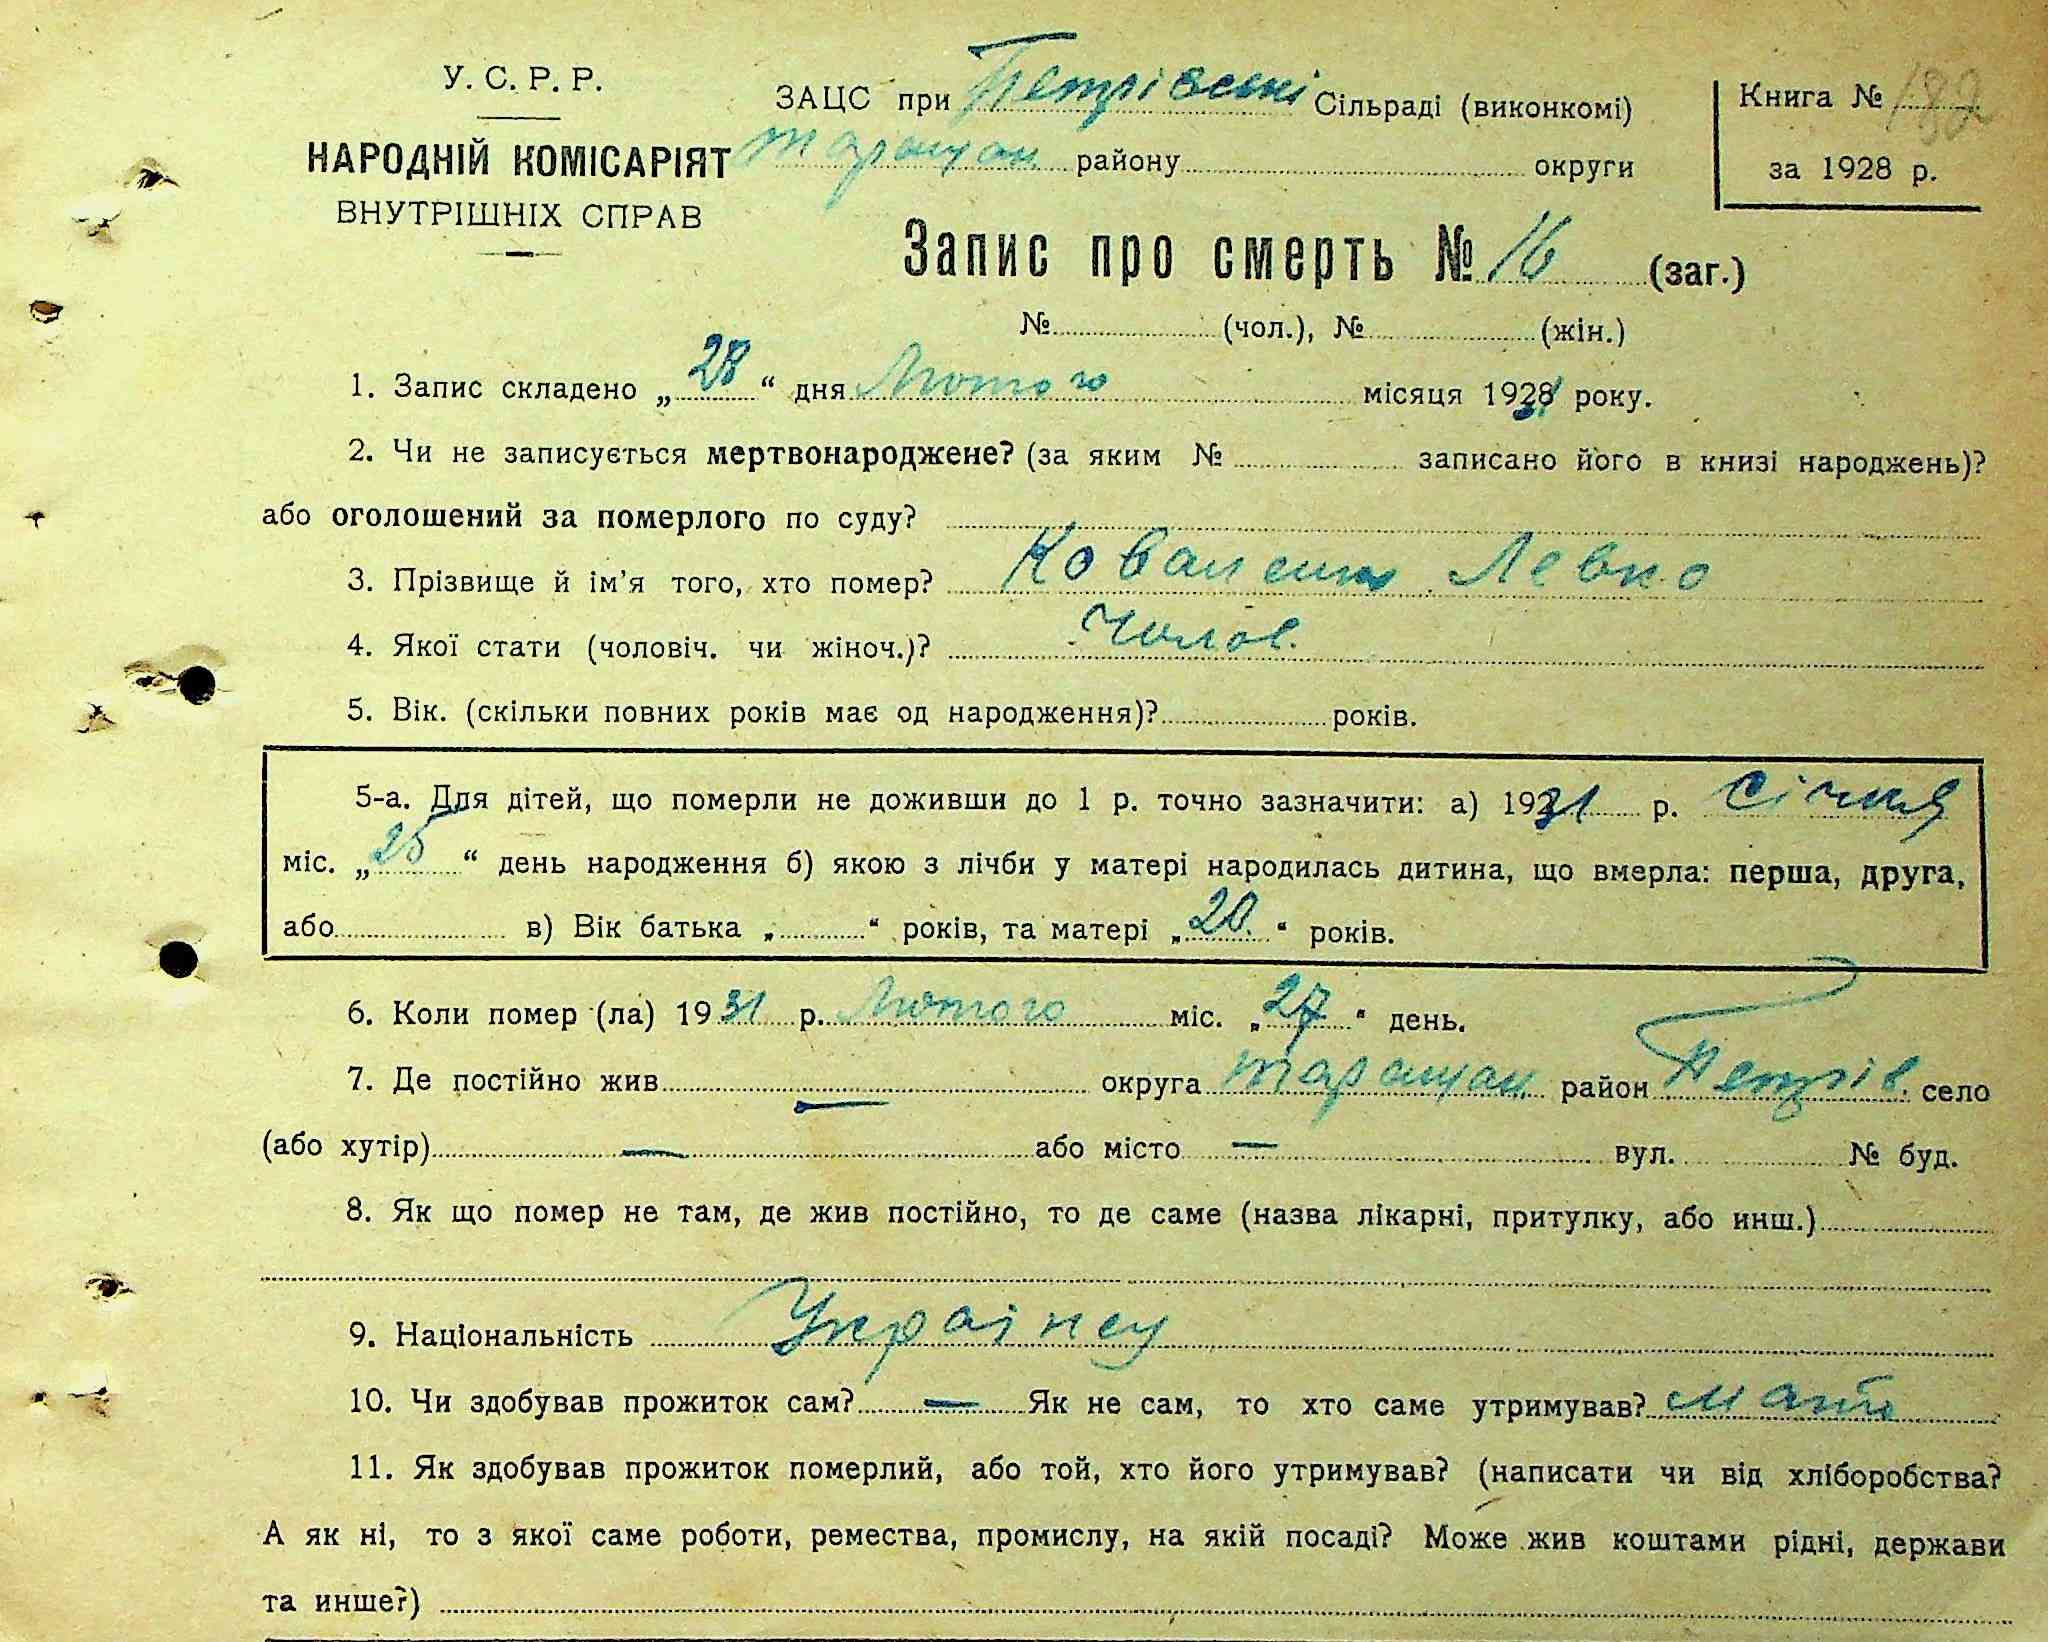 У. С. Р. Р.
НАРОДНІЙ КОМІСАРІЯТ
ВНУТРІШНІХ СПРАВ
ЗАЦС при Петрівські Сільраді (виконкомі)
Таращан. району округи
Книга № 182
за 1928 р.
Запис про смерть № 16 (заг.)
№ (чол.), № (жін.)
1. Запис складено „28“ дня Лютого місяця 1931 року.
2. Чи не записується мертвонароджене? (за яким № записано його в книзі народжень)?
або оголошений за померлого по суду?
3. Прізвище й ім’я того, хто помер? Коваленко Левко
4. Якої стати (чоловіч. чи жіноч.)? Чолов.
5. Вік. (скільки повних років має од народження)? років.
5-а. Для дітей, що померли не доживши до 1 р. точно зазначити: а) 1931 р. Січня
міс. „25“ день народження б) якою з лічби у матері народилась дитина, що вмерла: перша, друга,
або в) Вік батька „ “ років, та матері „20.“ років.
6. Коли помер (ла) 1931 р. Лютого міс. „27“ день.
7. Де постійно жив — округа Таращан. район Петрів. село
(або хутір) — або місто — вул. № буд.
8. Як що помер не там, де жив постійно, то де саме (назва лікарні, притулку, або инш.)
9. Національність Українец
10. Чи здобував прожиток сам? — Як не сам, то хто саме утримував? мати
11. Як здобував прожиток померлий, або той, хто його утримував? (написати чи від хліборобства?
А як ні, то з якої саме роботи, ремества, промислу, на якій посаді? Може жив коштами рідні, держави
та инше?)